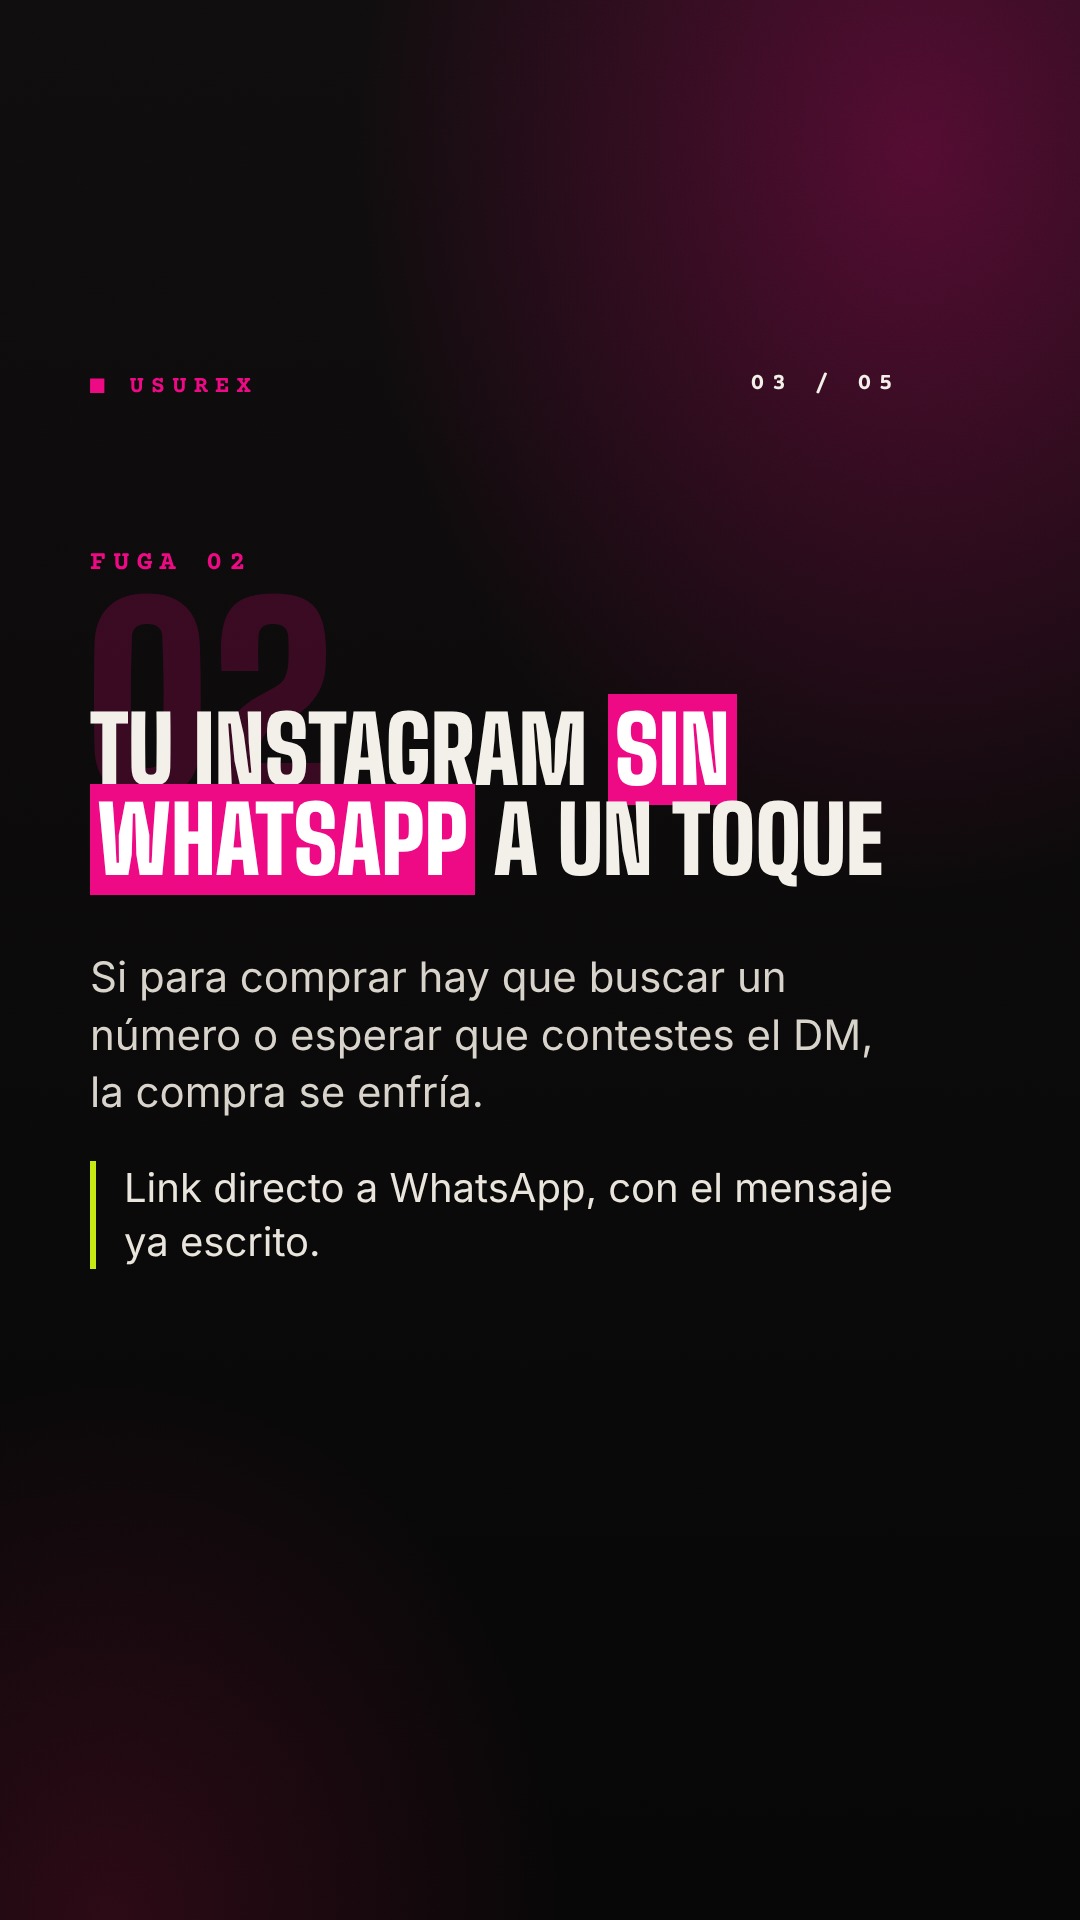 USUREX
03 / 05
FUGA 02
02
TU INSTAGRAM SIN
WHATSAPP A UN TOQUE
Si para comprar hay que buscar un
número o esperar que contestes el DM,
la compra se enfría.
Link directo a WhatsApp, con el mensaje
ya escrito.